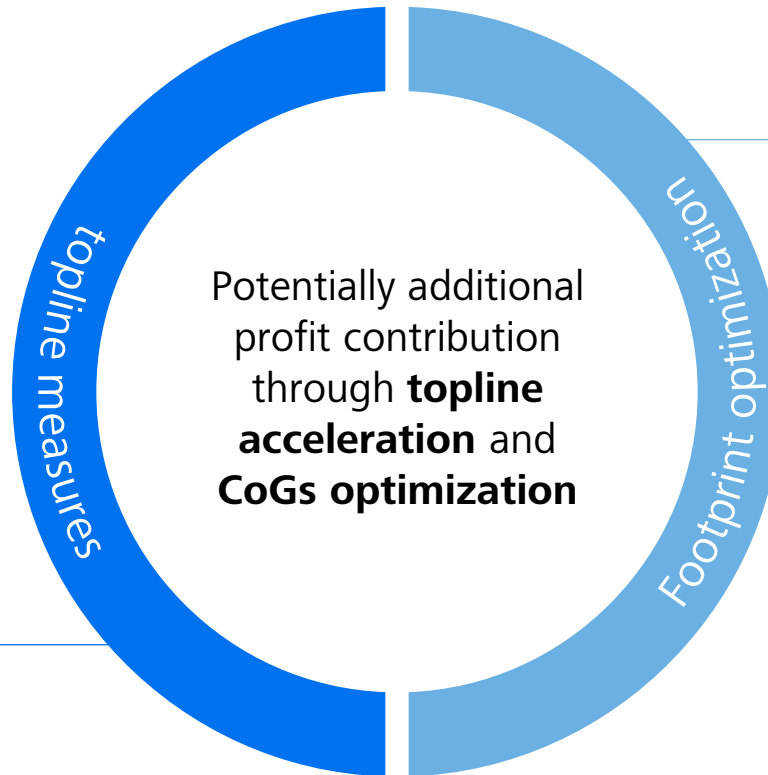 topline measures
Potentially additional
profit contribution
through topline
acceleration and
CoGs optimization
Footprint optimization